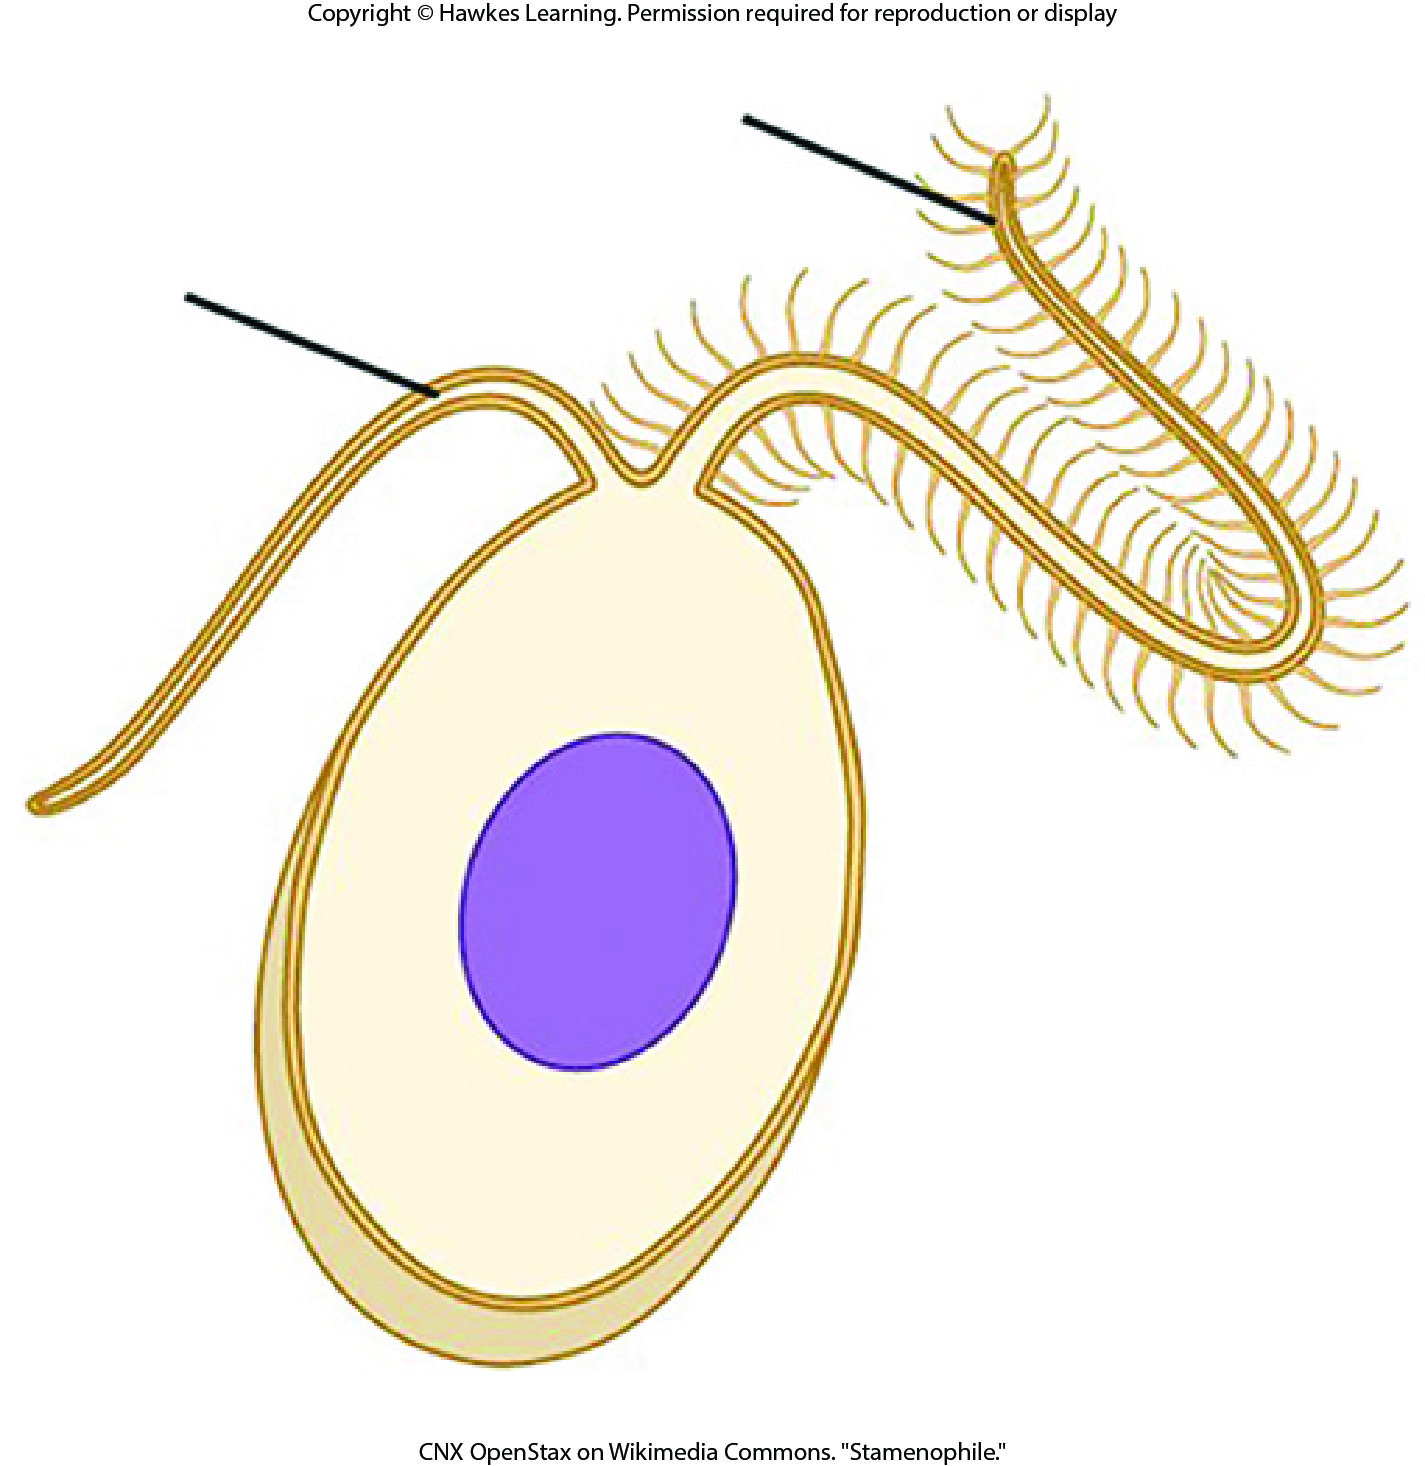 Copyright © Hawkes Learning. Permission required for reproduction or display
CNX OpenStax on Wikimedia Commons. "Stamenophile."